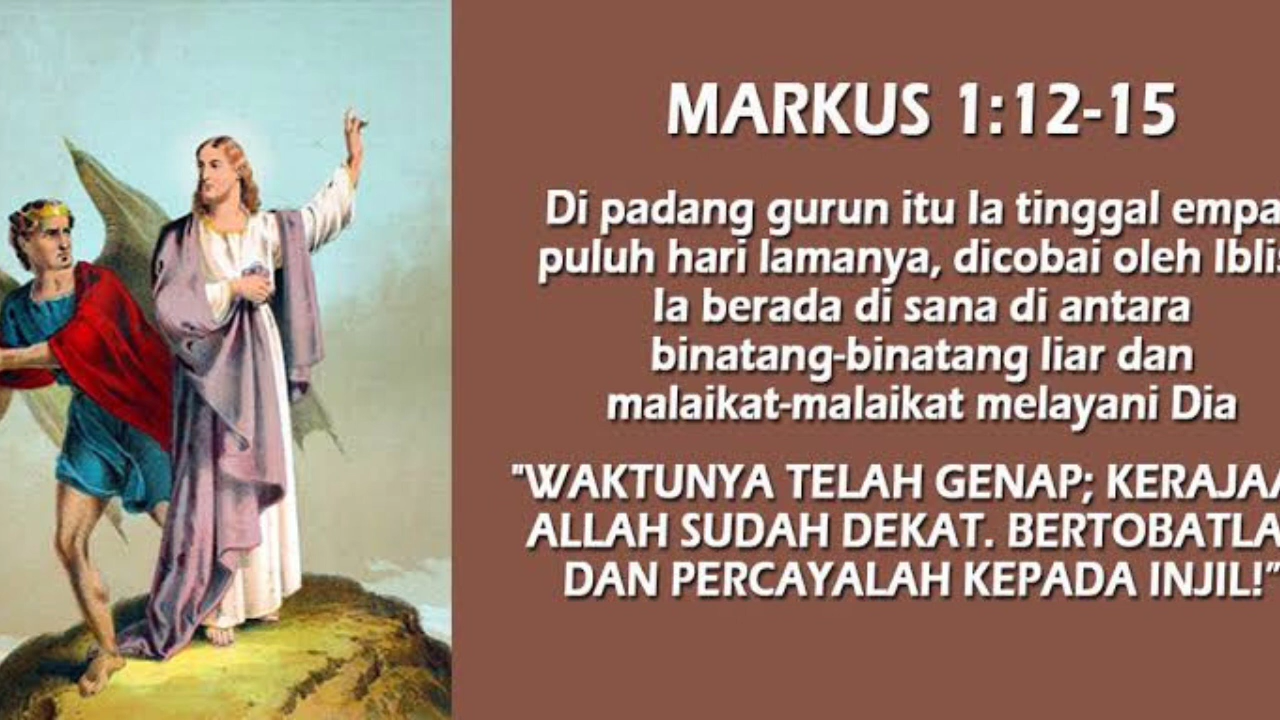 MARKUS 1:12-15
Di padang gurun itu Ia tinggal empa
puluh hari lamanya, dicobai oleh Iblis
Ia berada di sana di antara
binatang-binatang liar dan
malaikat-malaikat melayani Dia
"WAKTUNYA TELAH GENAP; KERAJAA
ALLAH SUDAH DEKAT. BERTOBATLA
DAN PERCAYALAH KEPADA INJIL!"